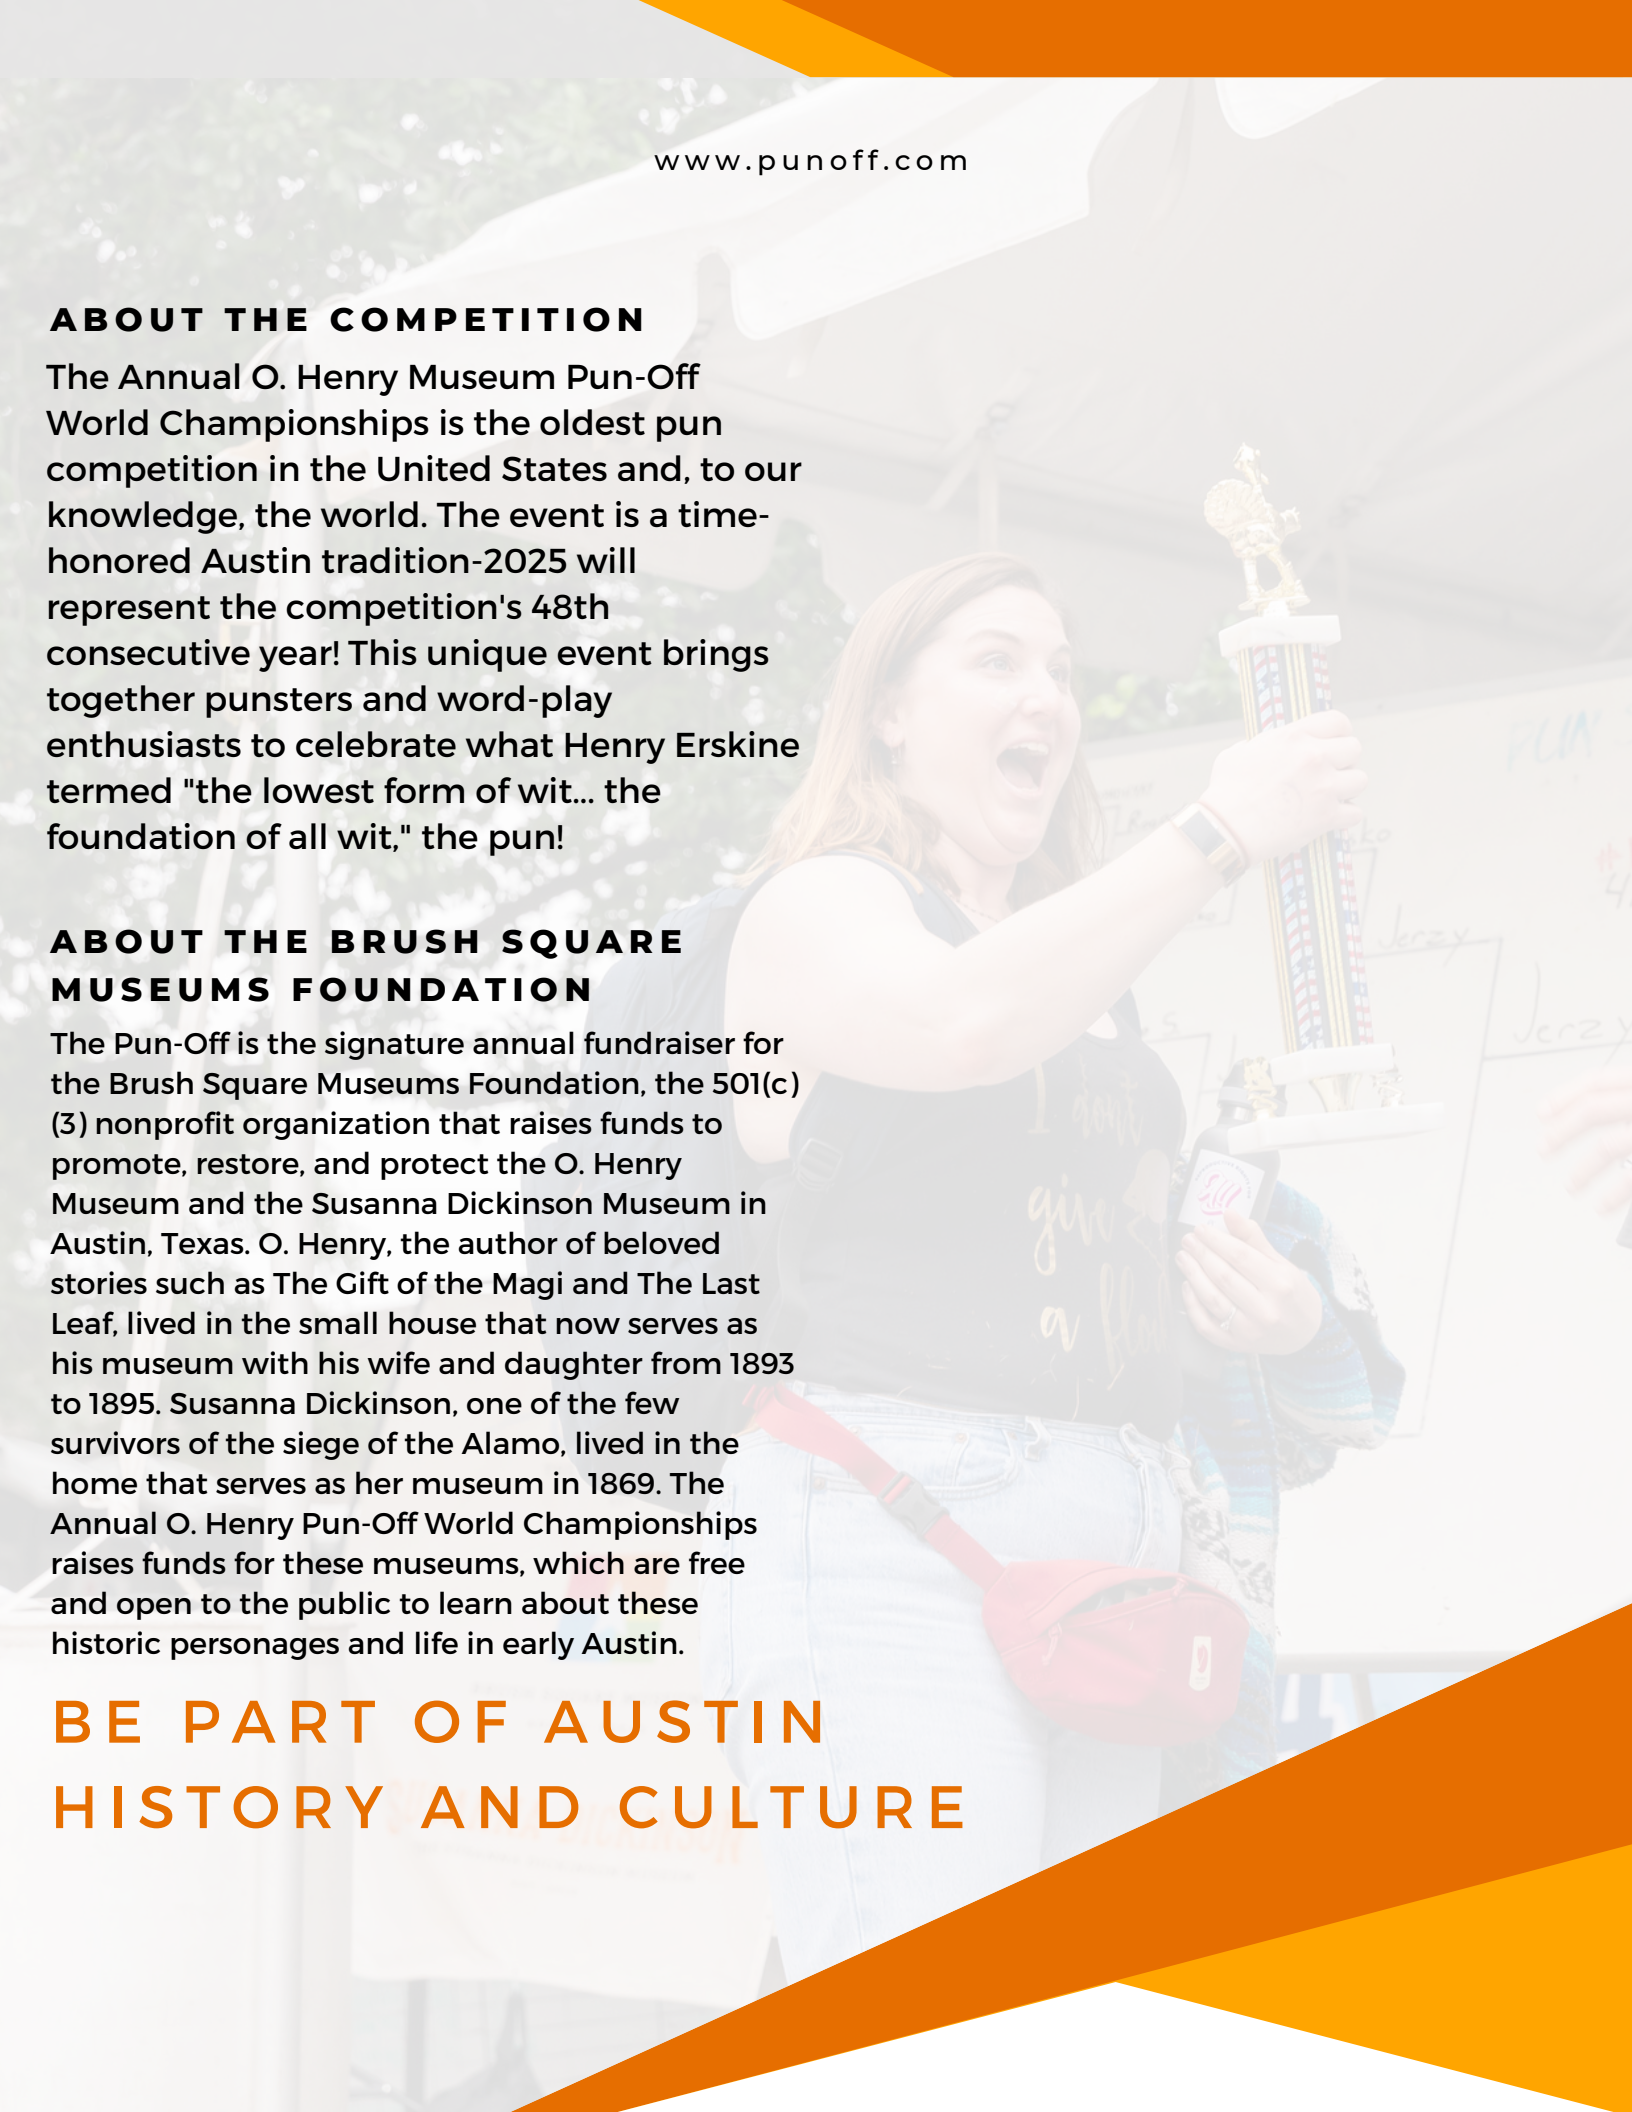 www.punoff.com
ABOUT THE COMPETITION
The Annual O. Henry Museum Pun-Off
World Championships is the oldest pun
competition in the United States and, to our
knowledge, the world. The event is a time-
honored Austin tradition-2025 will
represent the competition's 48th
consecutive year! This unique event brings
together punsters and word-play
enthusiasts to celebrate what Henry Erskine
termed "the lowest form of wit... the
foundation of all wit," the pun!
ABOUT THE BRUSH SQUARE
MUSEUMS FOUNDATION
The Pun-Off is the signature annual fundraiser for
the Brush Square Museums Foundation, the 501(c)
(3) nonprofit organization that raises funds to
promote, restore, and protect the O. Henry
Museum and the Susanna Dickinson Museum in
Austin, Texas. O. Henry, the author of beloved
stories such as The Gift of the Magi and The Last
Leaf, lived in the small house that now serves as
his museum with his wife and daughter from 1893
to 1895. Susanna Dickinson, one of the few
survivors of the siege of the Alamo, lived in the
home that serves as her museum in 1869. The
Annual O. Henry Pun-Off World Championships
raises funds for these museums, which are free
and open to the public to learn about these
historic personages and life in early Austin.
BE PART OF AUSTIN
HISTORY AND CULTURE
PUN
Jerzy
Jerzy
I don't
give
a